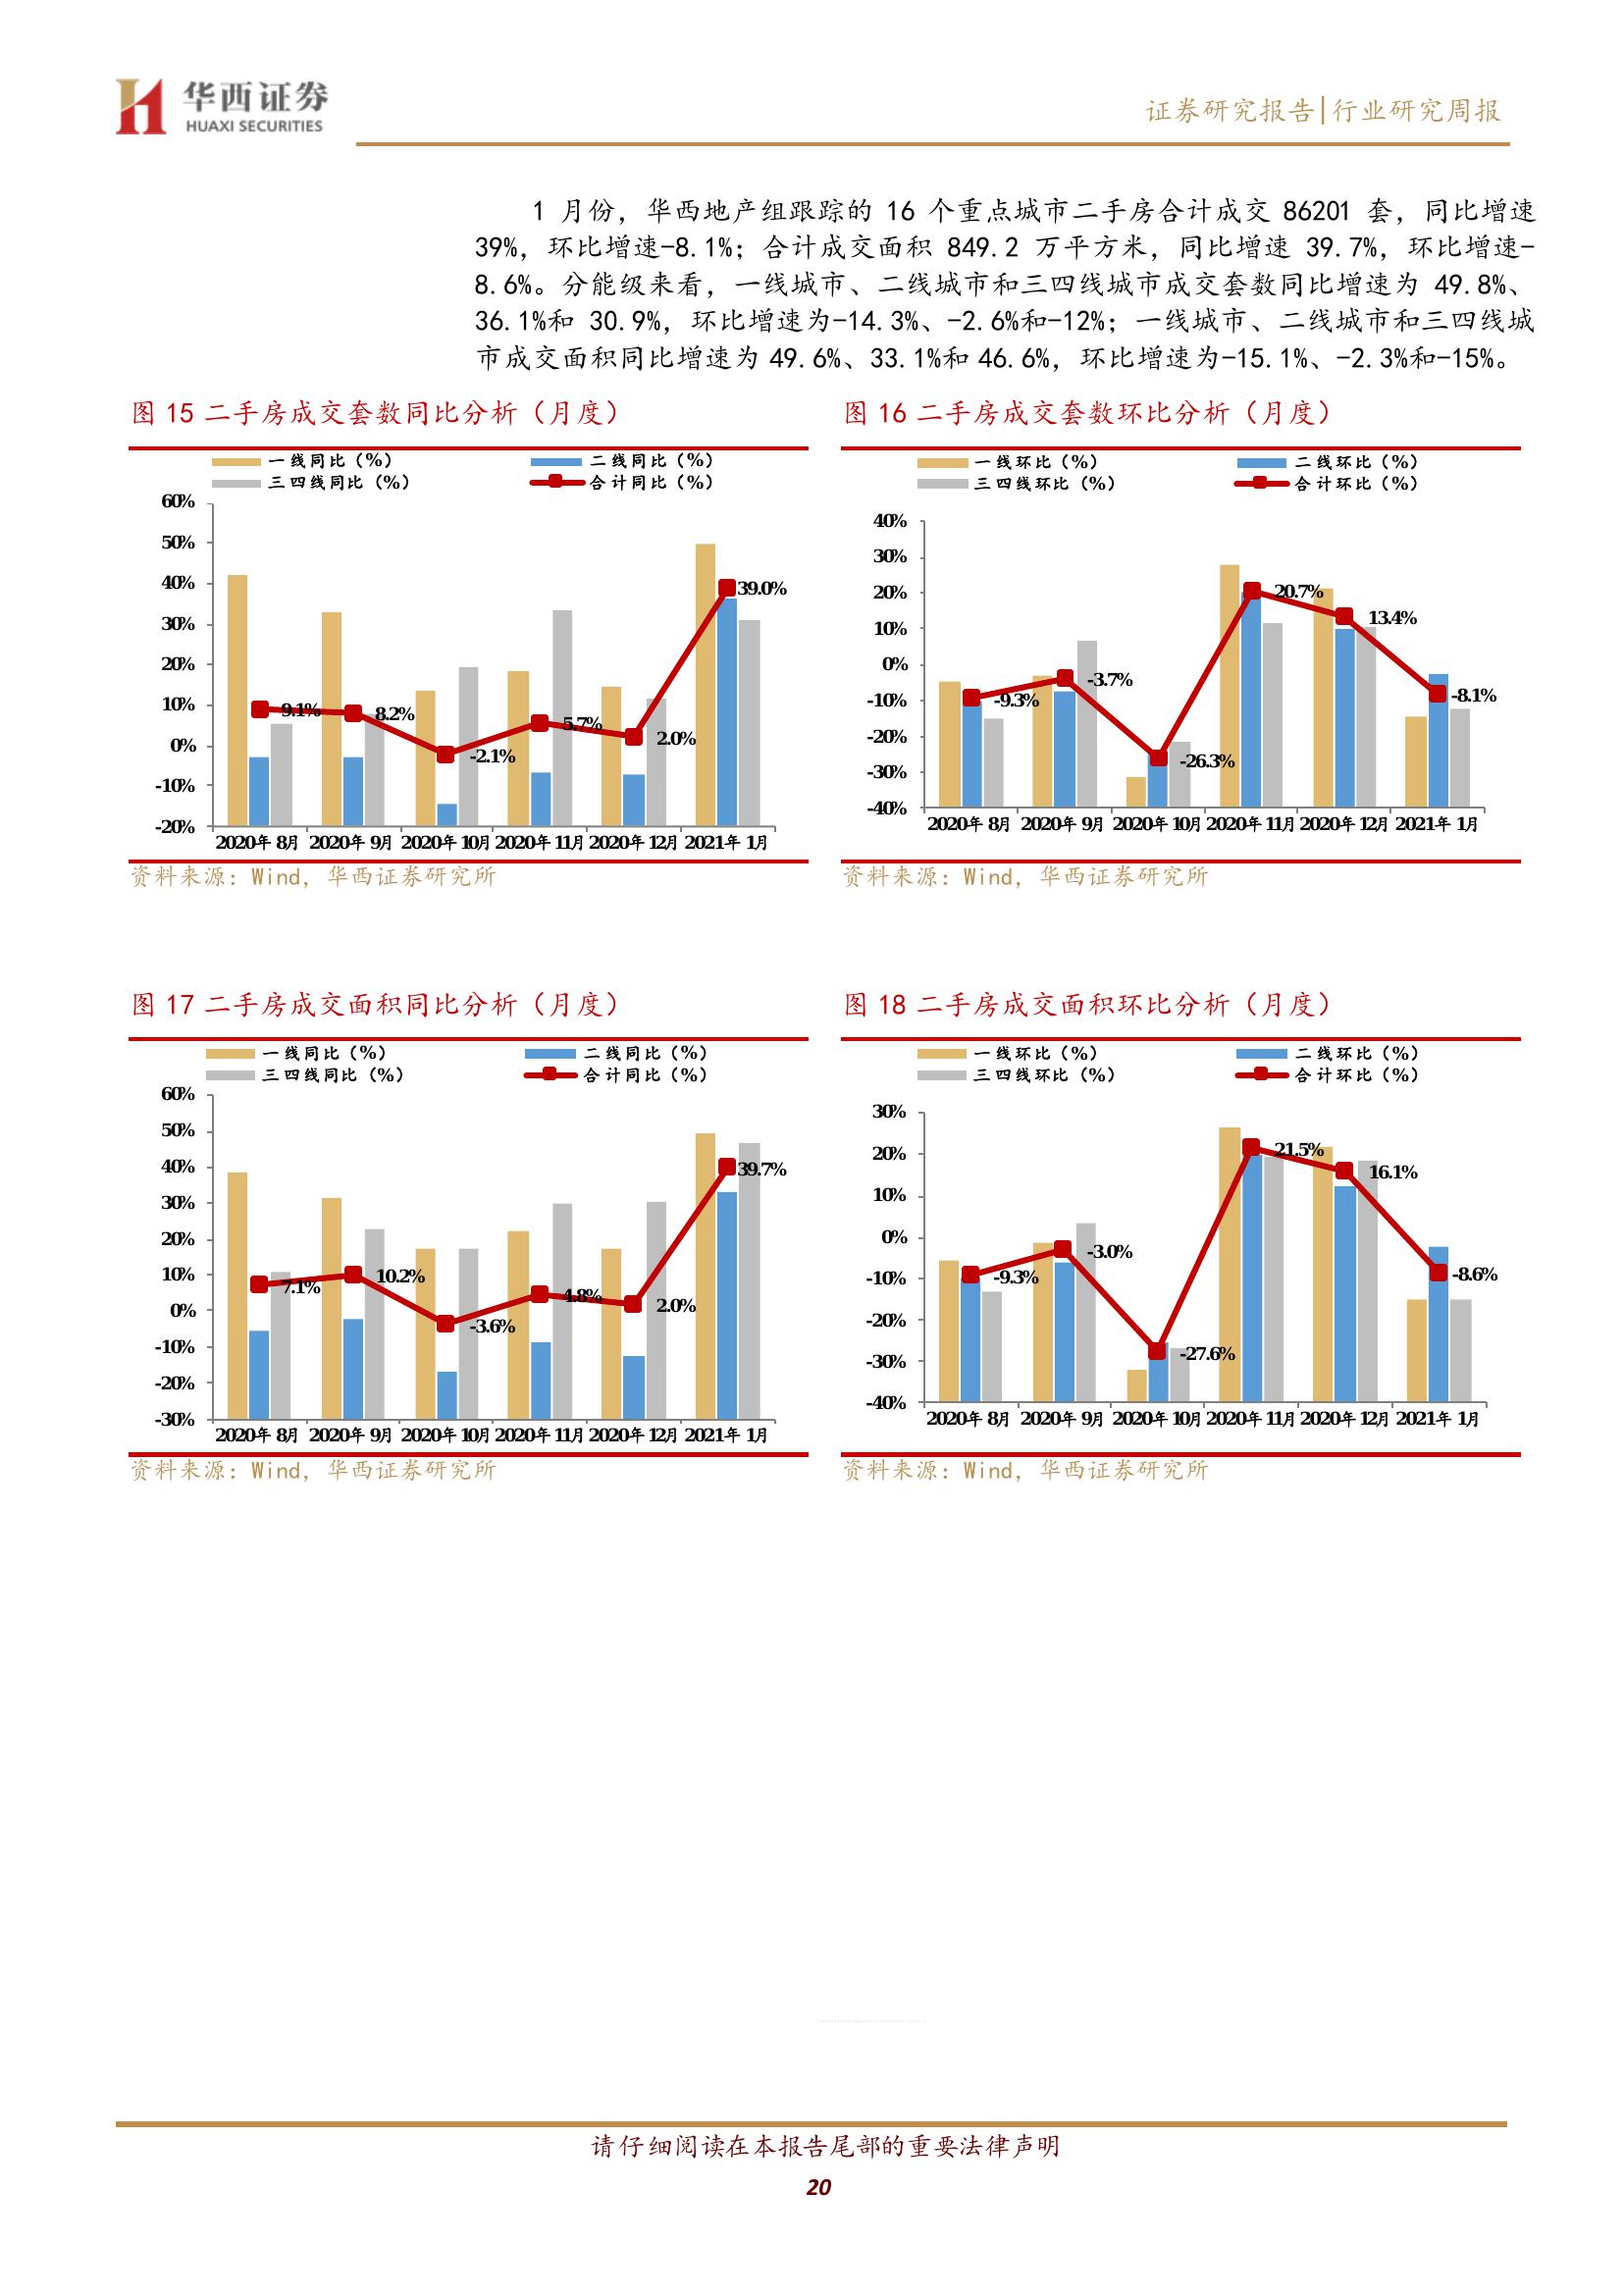 华西证券
HUAXI SECURITIES
证券研究报告|行业研究周报
1 月份，华西地产组跟踪的 16 个重点城市二手房合计成交 86201 套，同比增速
39%，环比增速-8.1%；合计成交面积 849.2 万平方米，同比增速 39.7%，环比增速-
8.6%。分能级来看，一线城市、二线城市和三四线城市成交套数同比增速为 49.8%、
36.1%和 30.9%，环比增速为-14.3%、-2.6%和-12%；一线城市、二线城市和三四线城
市成交面积同比增速为 49.6%、33.1%和 46.6%，环比增速为-15.1%、-2.3%和-15%。
图 15 二手房成交套数同比分析（月度）
一线同比（%）
二线同比（%）
三四线同比（%）
合计同比（%）
60%
50%
40%
30%
20%
10%
0%
-10%
-20%
9.1%
8.2%
-2.1%
5.7%
2.0%
39.0%
2020年 8月 2020年 9月 2020年 10月 2020年 11月 2020年 12月 2021年 1月
资料来源：Wind，华西证券研究所
图 16 二手房成交套数环比分析（月度）
一线环比（%）
二线环比（%）
三四线环比（%）
合计环比（%）
40%
30%
20%
10%
0%
-10%
-20%
-30%
-40%
-9.3%
-3.7%
-26.3%
20.7%
13.4%
-8.1%
2020年 8月 2020年 9月 2020年 10月 2020年 11月 2020年 12月 2021年 1月
资料来源：Wind，华西证券研究所
图 17 二手房成交面积同比分析（月度）
一线同比（%）
二线同比（%）
三四线同比（%）
合计同比（%）
60%
50%
40%
30%
20%
10%
0%
-10%
-20%
-30%
7.1%
10.2%
-3.6%
4.8%
2.0%
39.7%
2020年 8月 2020年 9月 2020年 10月 2020年 11月 2020年 12月 2021年 1月
资料来源：Wind，华西证券研究所
图 18 二手房成交面积环比分析（月度）
一线环比（%）
二线环比（%）
三四线环比（%）
合计环比（%）
30%
20%
10%
0%
-10%
-20%
-30%
-40%
-9.3%
-3.0%
-27.6%
21.5%
16.1%
-8.6%
2020年 8月 2020年 9月 2020年 10月 2020年 11月 2020年 12月 2021年 1月
资料来源：Wind，华西证券研究所
请仔细阅读在本报告尾部的重要法律声明
20